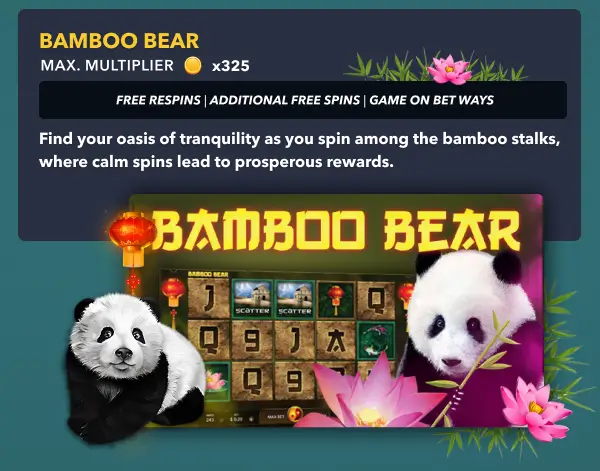 BAMBOO BEAR
MAX. MULTIPLIER x325
FREE RESPINS | ADDITIONAL FREE SPINS | GAME ON BET WAYS
Find your oasis of tranquility as you spin among the bamboo stalks,
where calm spins lead to prosperous rewards.
BAMBOO BEAR
BAMBOO BEAR
J SCATTER SCATTER Q
Q 9 J A
Q 9
MAX BET